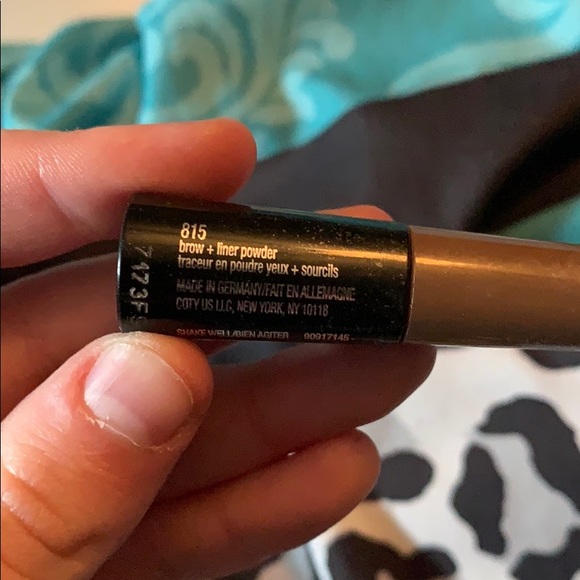 815
brow + liner powder
traceur en poudre yeux + sourcils
MADE IN GERMANY/FAIT EN ALLEMAGNE
COTY US LLC, NEW YORK, NY 10118
SHAKE WELL/BIEN AGITER 90917145